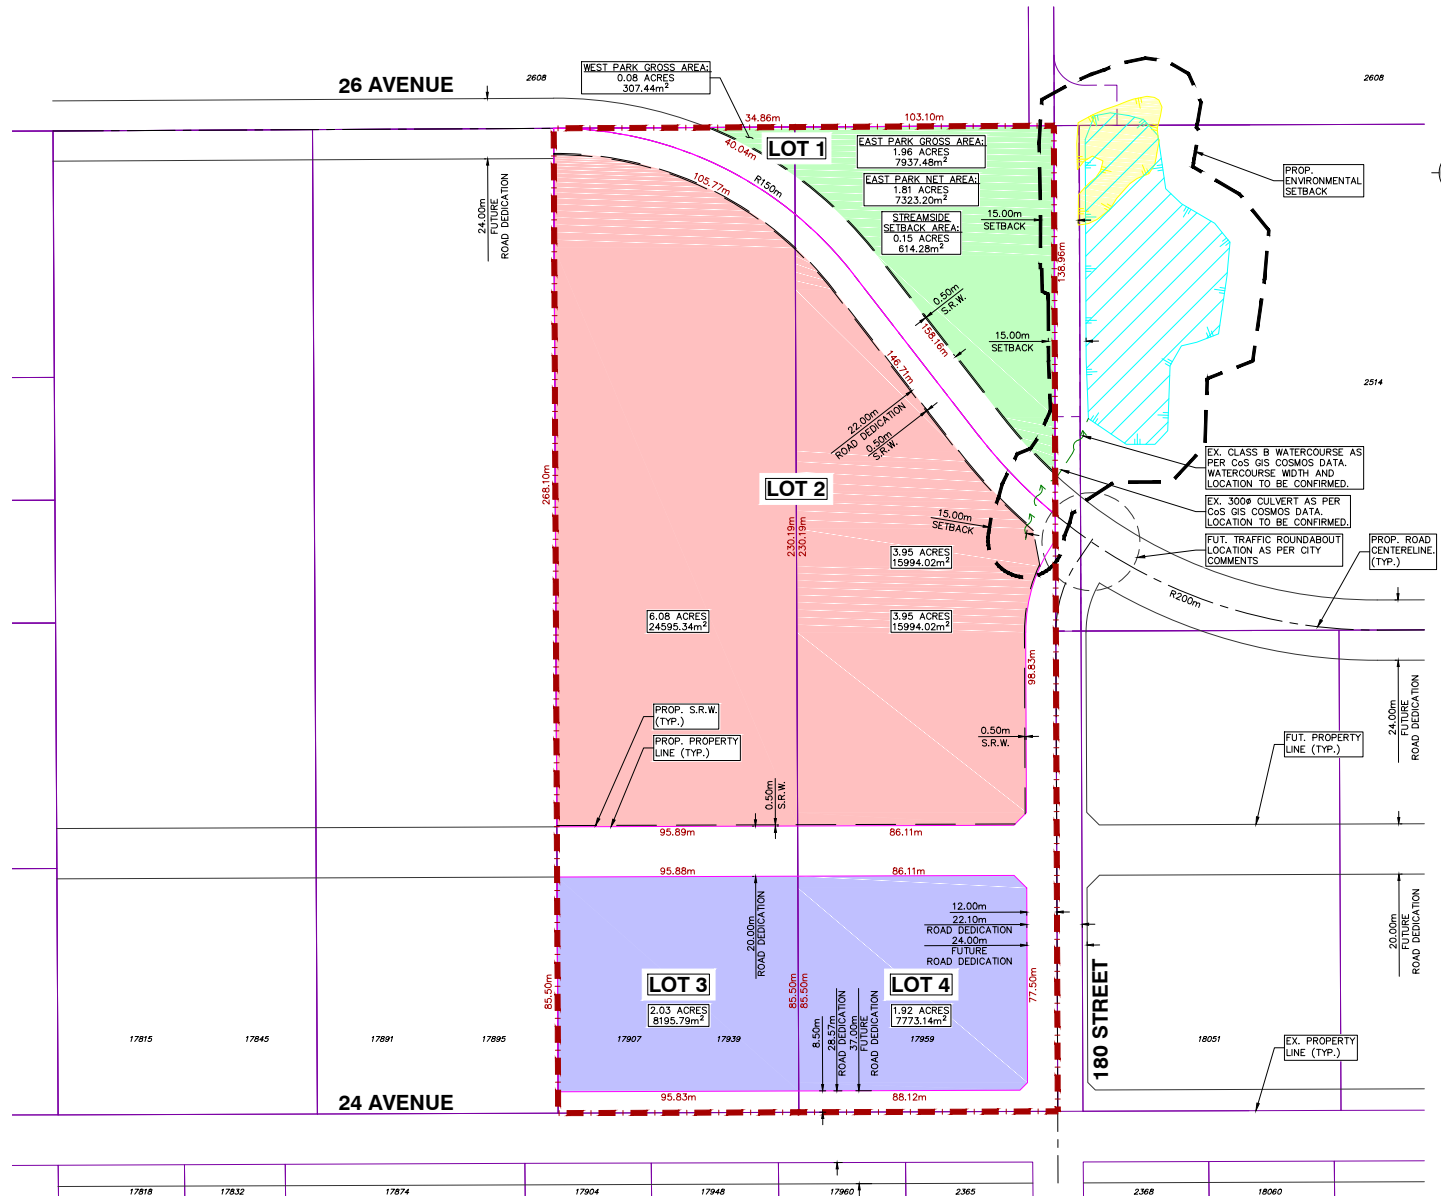 26 AVENUE
2608
WEST PARK GROSS AREA:
0.08 ACRES
307.44m²
2608
34.86m
103.10m
40.04m
LOT 1
EAST PARK GROSS AREA:
1.96 ACRES
7937.48m²
EAST PARK NET AREA:
1.81 ACRES
7323.20m²
STREAMSIDE
SETBACK AREA:
0.15 ACRES
614.28m²
15.00m
SETBACK
PROP.
ENVIRONMENTAL
SETBACK
105.77m
R150m
24.00m
FUTURE
ROAD DEDICATION
138.96m
0.50m
S.R.W.
158.16m
15.00m
SETBACK
146.71m
2514
22.00m
ROAD DEDICATION
0.50m
S.R.W.
EX. CLASS B WATERCOURSE AS
PER CoS GIS COSMOS DATA.
WATERCOURSE WIDTH AND
LOCATION TO BE CONFIRMED.
EX. 300ø CULVERT AS PER
CoS GIS COSMOS DATA.
LOCATION TO BE CONFIRMED.
FUT. TRAFFIC ROUNDABOUT
LOCATION AS PER CITY
COMMENTS
PROP. ROAD
CENTERELINE.
(TYP.)
268.10m
LOT 2
230.19m
230.19m
15.00m
SETBACK
3.95 ACRES
15994.02m²
R200m
6.08 ACRES
24595.34m²
3.95 ACRES
15994.02m²
98.83m
PROP. S.R.W.
(TYP.)
PROP. PROPERTY
LINE (TYP.)
0.50m
S.R.W.
FUT. PROPERTY
LINE (TYP.)
24.00m
FUTURE
ROAD DEDICATION
0.50m
S.R.W.
95.89m
86.11m
95.88m
86.11m
20.00m
ROAD DEDICATION
12.00m
22.10m
ROAD DEDICATION
24.00m
FUTURE
ROAD DEDICATION
20.00m
FUTURE
ROAD DEDICATION
85.50m
LOT 3
2.03 ACRES
8195.79m²
85.50m
85.50m
LOT 4
1.92 ACRES
7773.14m²
77.50m
180 STREET
8.50m
28.57m
ROAD DEDICATION
37.00m
FUTURE
ROAD DEDICATION
17815
17845
17891
17895
17907
17939
17959
18051
EX. PROPERTY
LINE (TYP.)
24 AVENUE
95.83m
88.12m
17818
17832
17874
17904
17948
17960
2365
2368
18060